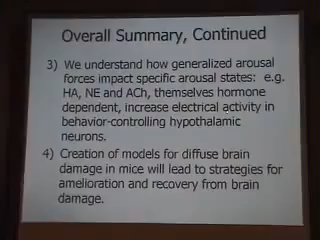 Overall Summary, Continued
3) We understand how generalized arousal
forces impact specific arousal states: e.g.
HA, NE and ACh, themselves hormone
dependent, increase electrical activity in
behavior-controlling hypothalamic
neurons.
4) Creation of models for diffuse brain
damage in mice will lead to strategies for
amelioration and recovery from brain
damage.